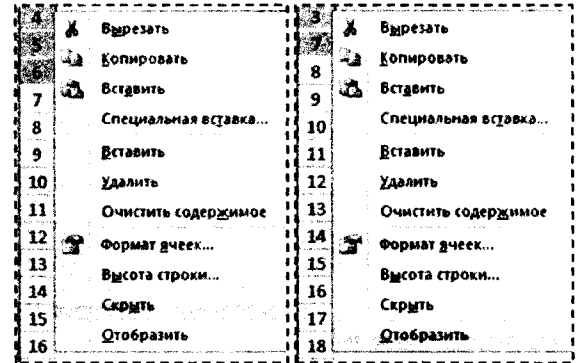 4
5
6
7
8
9
10
11
12
13
14
15
16
Вырезать
Копировать
Вставить
Специальная вставка...
Вставить
Удалить
Очистить содержимое
Формат ячеек...
Высота строки...
Скрыть
Отобразить
3
7
8
9
10
11
12
13
14
15
16
17
18
Вырезать
Копировать
Вставить
Специальная вставка...
Вставить
Удалить
Очистить содержимое
Формат ячеек...
Высота строки...
Скрыть
Отобразить